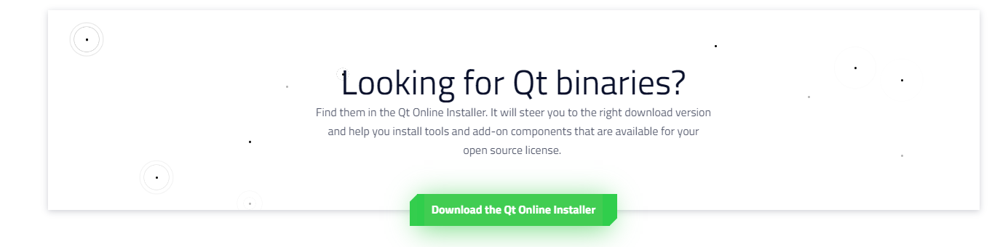 Looking for Qt binaries?
Find them in the Qt Online Installer. It will steer you to the right download version
and help you install tools and add-on components that are available for your
open source license.
Download the Qt Online Installer